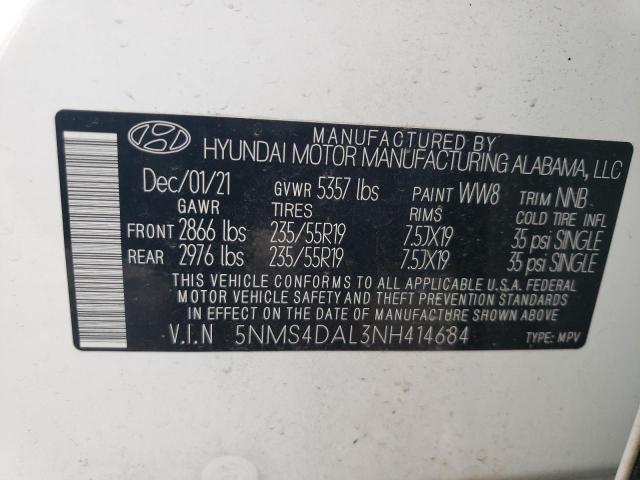 MANUFACTURED BY
HYUNDAI MOTOR MANUFACTURING ALABAMA, LLC
Dec/01/21 GVWR 5357 lbs PAINT WW8 TRIM NNB
GAWR TIRES RIMS COLD TIRE INFL
FRONT 2866 lbs 235/55R19 7.5JX19 35 psi SINGLE
REAR 2976 lbs 235/55R19 7.5JX19 35 psi SINGLE
THIS VEHICLE CONFORMS TO ALL APPLICABLE U.S.A. FEDERAL
MOTOR VEHICLE SAFETY AND THEFT PREVENTION STANDARDS
IN EFFECT ON THE DATE OF MANUFACTURE SHOWN ABOVE
V.I.N 5NMS4DAL3NH414684 TYPE: MPV